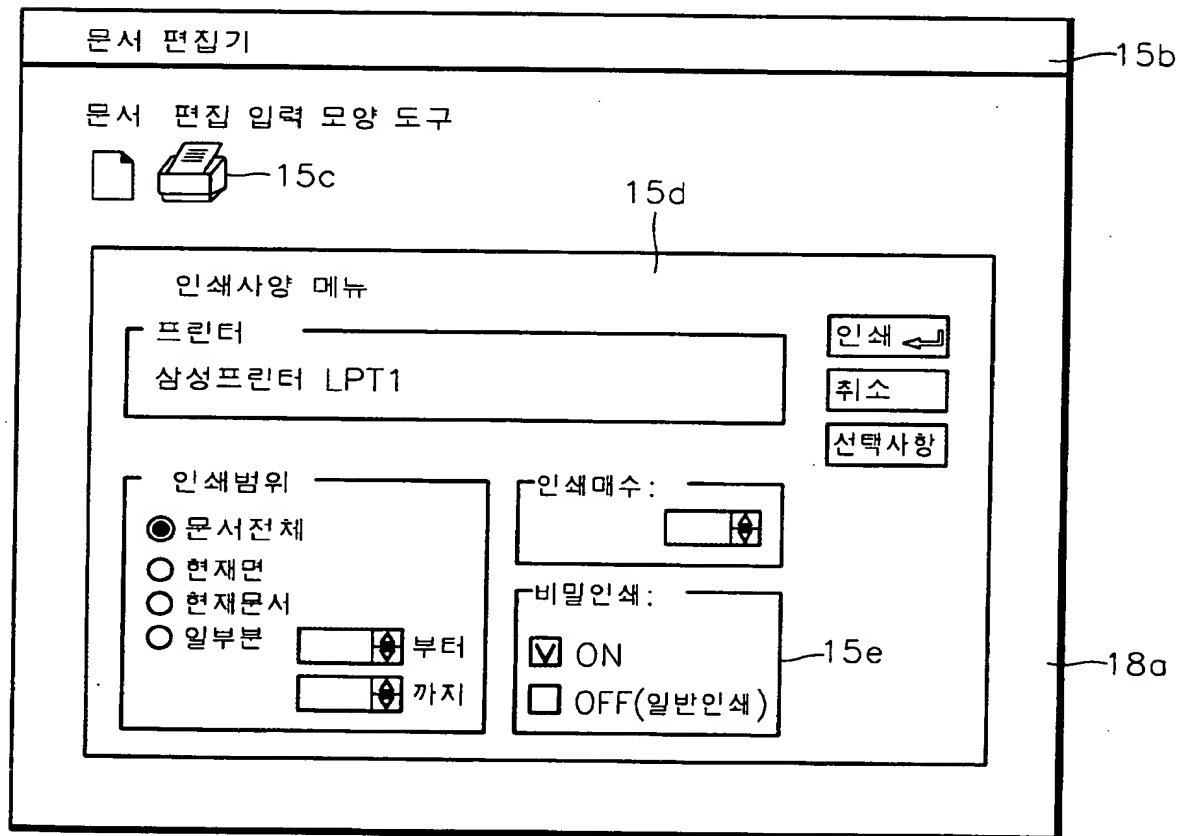 문서 편집기
15b
문서 편집 입력 모양 도구
15c
15d
인쇄사양 메뉴
프린터
삼성프린터 LPT1
인쇄
취소
선택사항
인쇄범위
문서전체
현재면
현재문서
일부분
부터
까지
인쇄매수:
비밀인쇄:
ON
OFF(일반인쇄)
15e
18a